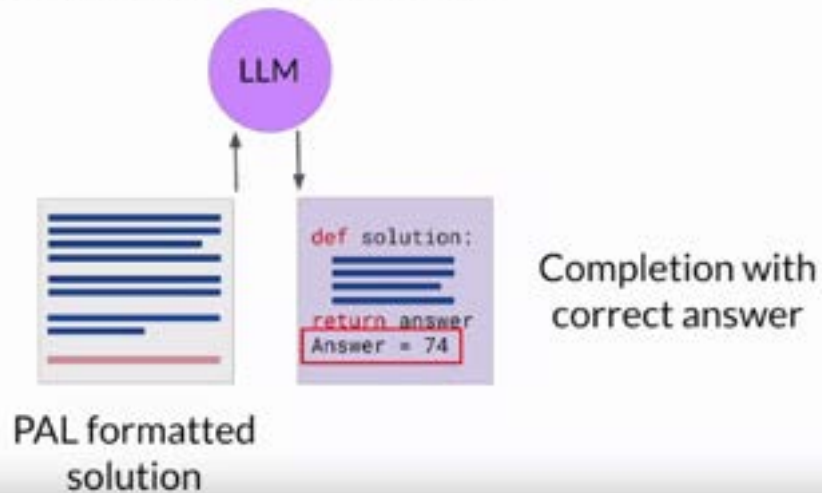 LLM
def solution:
return answer
Answer = 74
Completion with
correct answer
PAL formatted
solution